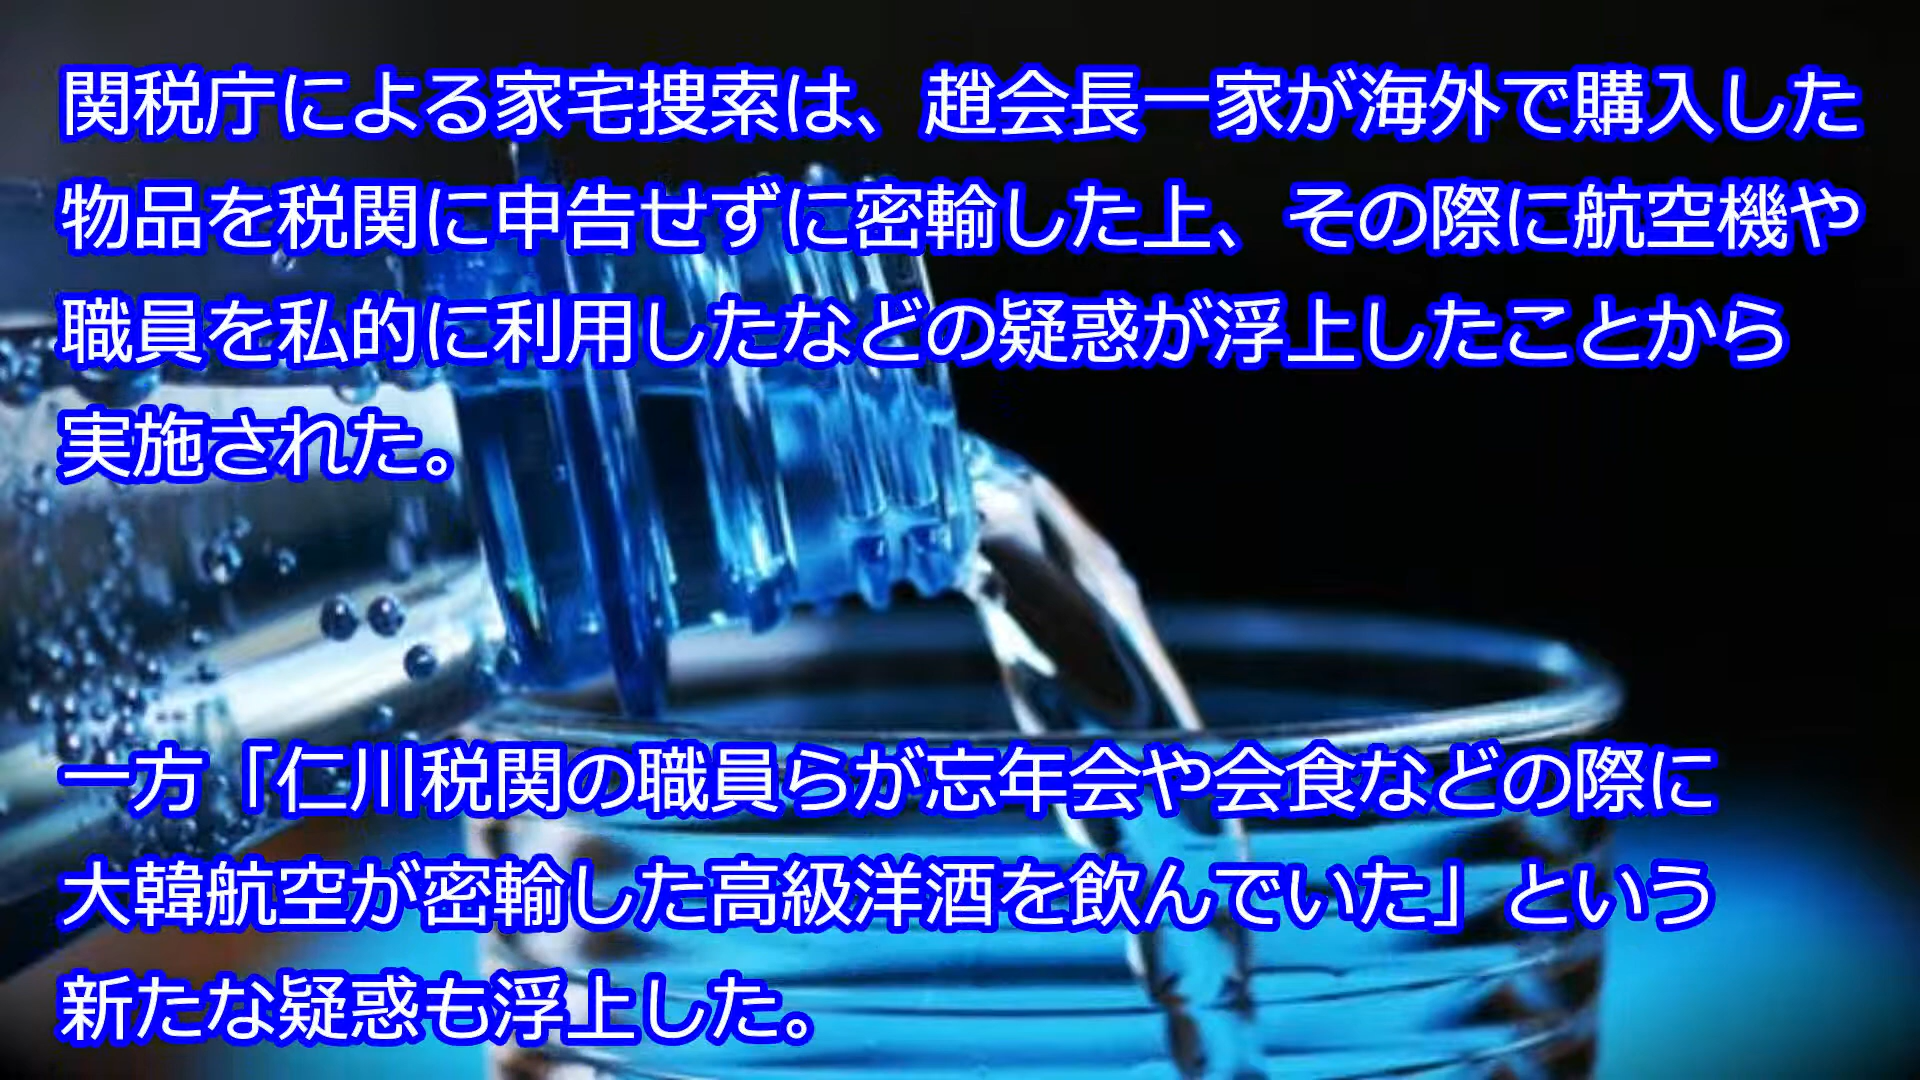 関税庁による家宅捜索は、趙会長一家が海外で購入した
物品を税関に申告せずに密輸した上、その際に航空機や
職員を私的に利用したなどの疑惑が浮上したことから
実施された。
一方「仁川税関の職員らが忘年会や会食などの際に
大韓航空が密輸した高級洋酒を飲んでいた」という
新たな疑惑も浮上した。